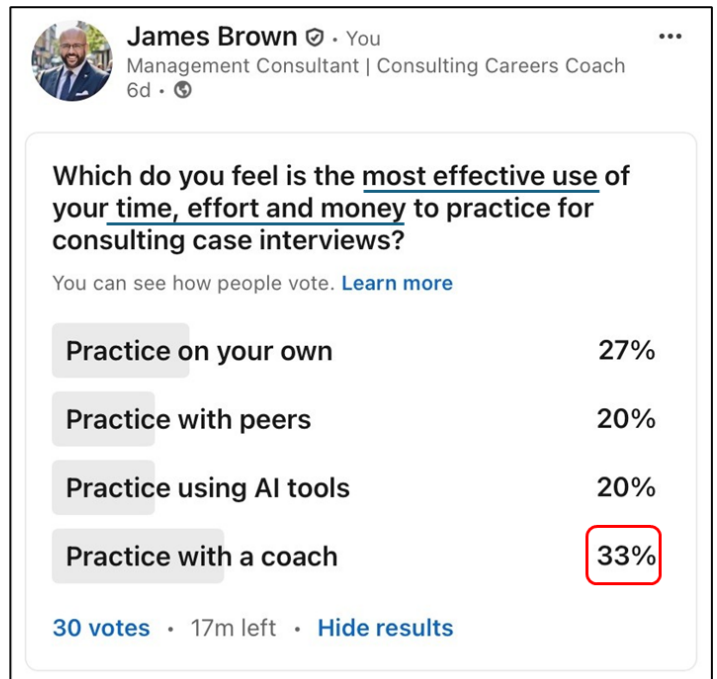 James Brown · You
Management Consultant | Consulting Careers Coach
6d ·
Which do you feel is the most effective use of
your time, effort and money to practice for
consulting case interviews?
You can see how people vote. Learn more
Practice on your own 27%
Practice with peers 20%
Practice using AI tools 20%
Practice with a coach 33%
30 votes · 17m left · Hide results